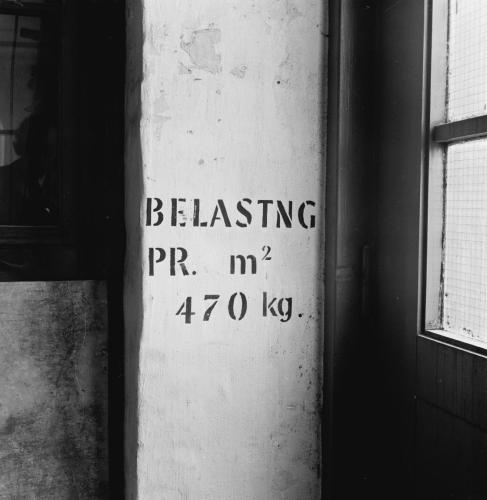 BELASTNG
PR. m²
470 kg.